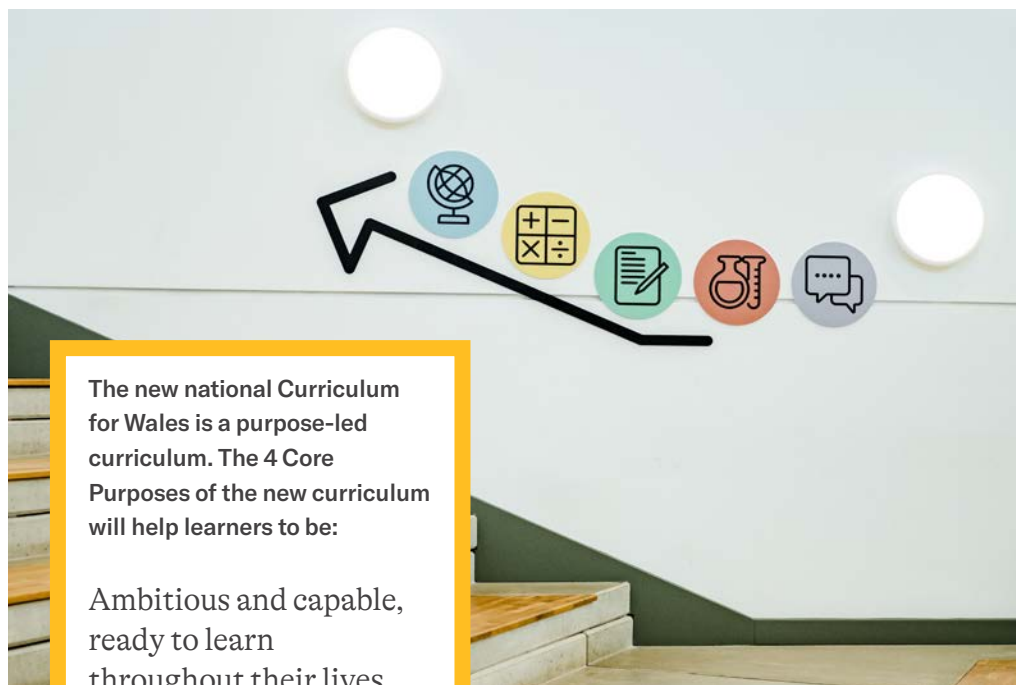 The new national Curriculum
for Wales is a purpose-led
curriculum. The 4 Core
Purposes of the new curriculum
will help learners to be:
Ambitious and capable,
ready to learn
throughout their lives